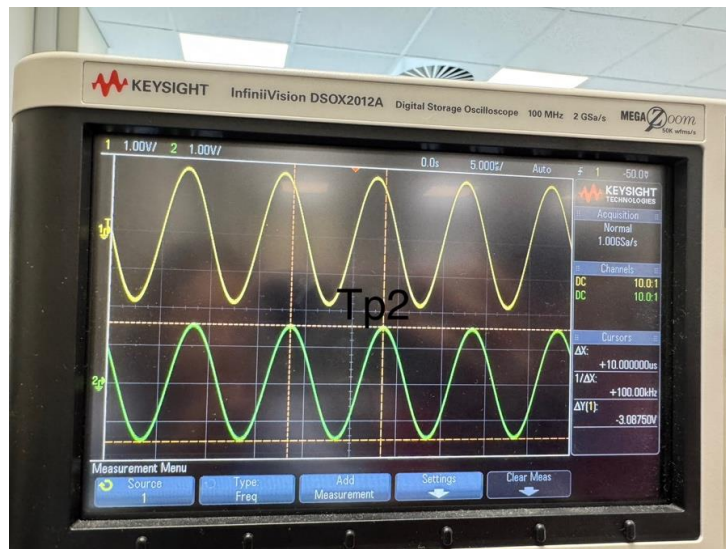 KEYSIGHT InfiniiVision DSOX2012A Digital Storage Oscilloscope 100 MHz 2 GSa/s MEGA Zoom
50K wfms/s
1 1.00V/ 2 1.00V/ 0.0s 5.000%/ Auto 1 -50.0
KEYSIGHT
TECHNOLOGIES
Acquisition
Normal
1.00GSa/s
Channels
DC 10.0:1
DC 10.0:1
Cursors
ΔX:
+10.000000us
1/ΔX:
+100.00kHz
ΔY(1):
-3.08750V
Tp2
Measurement Menu
Source
1
Type:
Freq
Add
Measurement
Settings
Clear Meas